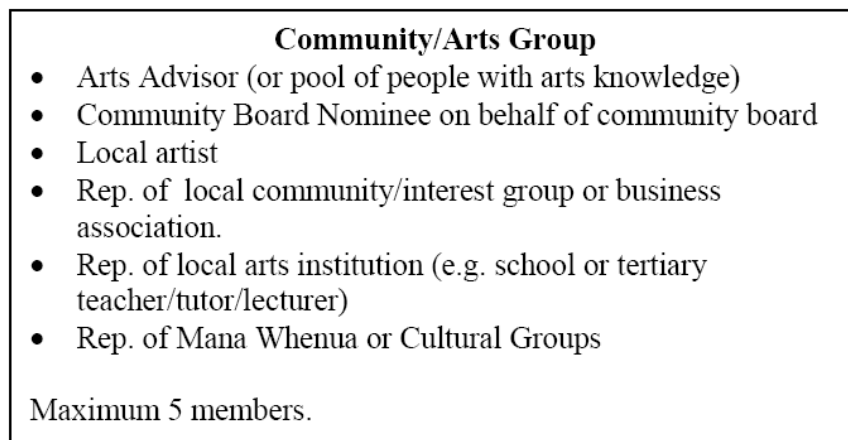 Community/Arts Group
• Arts Advisor (or pool of people with arts knowledge)
• Community Board Nominee on behalf of community board
• Local artist
• Rep. of  local community/interest group or business
association.
• Rep. of local arts institution (e.g. school or tertiary
teacher/tutor/lecturer)
• Rep. of Mana Whenua or Cultural Groups
Maximum 5 members.